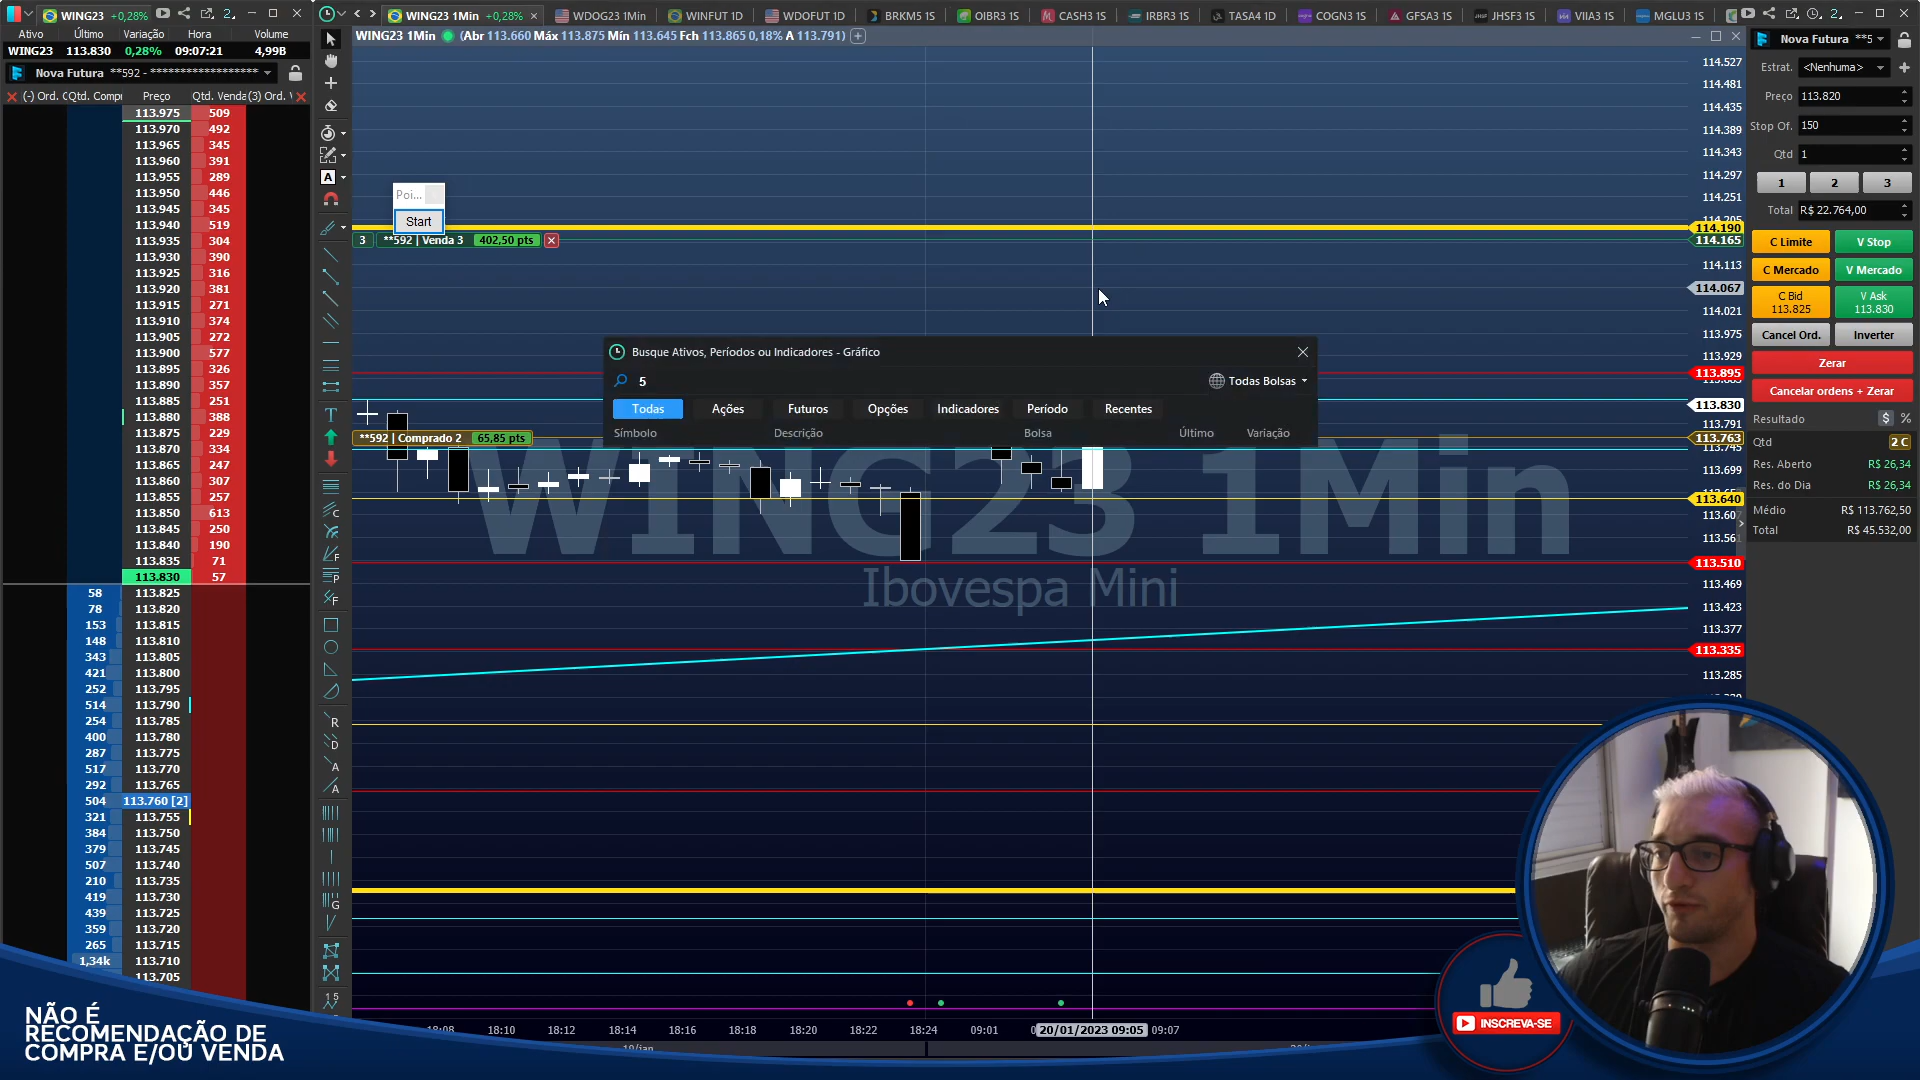 WING23 +0,28%
Ativo Último Variação Hora Volume
WING23 113.830 0,28% 09:07:21 4,99B
Nova Futura **592 - ******************
(-) Ord. C Qtd. Compr Preço Qtd. Venda (3) Ord. V
113.975 509
113.970 492
113.965 345
113.960 391
113.955 289
113.950 446
113.945 345
113.940 519
113.935 304
113.930 390
113.925 316
113.920 381
113.915 271
113.910 374
113.905 272
113.900 577
113.895 326
113.890 357
113.885 251
113.880 388
113.875 229
113.870 334
113.865 247
113.860 307
113.855 257
113.850 613
113.845 250
113.840 190
113.835 71
113.830 57
58 113.825
78 113.820
153 113.815
148 113.810
343 113.805
421 113.800
252 113.795
514 113.790
254 113.785
400 113.780
287 113.775
517 113.770
292 113.765
504 113.760 [2]
321 113.755
384 113.750
379 113.745
507 113.740
210 113.735
419 113.730
439 113.725
359 113.720
265 113.715
1,34k 113.710
113.705
WING23 1Min +0,28% WDOG23 1Min WINFUT 1D WDOFUT 1D BRKM5 1S OIBR3 1S CASH3 1S IRBR3 1S TASA4 1D COGN3 1S GFSA3 1S JHSF3 1S VIIA3 1S MGLU3 1S
WING23 1Min (Abr 113.660 Máx 113.875 Mín 113.645 Fch 113.865 0,18% A 113.791)
Poi...
Start
3 **592 | Venda 3 402,50 pts
Busque Ativos, Períodos ou Indicadores - Gráfico
5 Todas Bolsas
Todas Ações Futuros Opções Indicadores Período Recentes
Símbolo Descrição Bolsa Último Variação
**592 | Comprado 2 65,85 pts
WING23 1Min
Ibovespa Mini
114.527
114.481
114.435
114.389
114.343
114.297
114.251
114.190
114.165
114.113
114.067
114.021
113.975
113.929
113.895
113.830
113.791
113.763
113.699
113.640
113.607
113.561
113.510
113.469
113.423
113.377
113.335
113.285
18:08 18:10 18:12 18:14 18:16 18:18 18:20 18:22 18:24 09:01 20/01/2023 09:05 09:07
19/jan
Nova Futura **5
Estrat. <Nenhuma>
Preço 113.820
Stop Of. 150
Qtd 1
1 2 3
Total R$ 22.764,00
C Limite V Stop
C Mercado V Mercado
C Bid 113.825 V Ask 113.830
Cancel Ord. Inverter
Zerar
Cancelar ordens + Zerar
Resultado $ %
Qtd 2 C
Res. Aberto R$ 26,34
Res. do Dia R$ 26,34
Médio R$ 113.762,50
Total R$ 45.532,00
NÃO É
RECOMENDAÇÃO DE
COMPRA E/OU VENDA
INSCREVA-SE